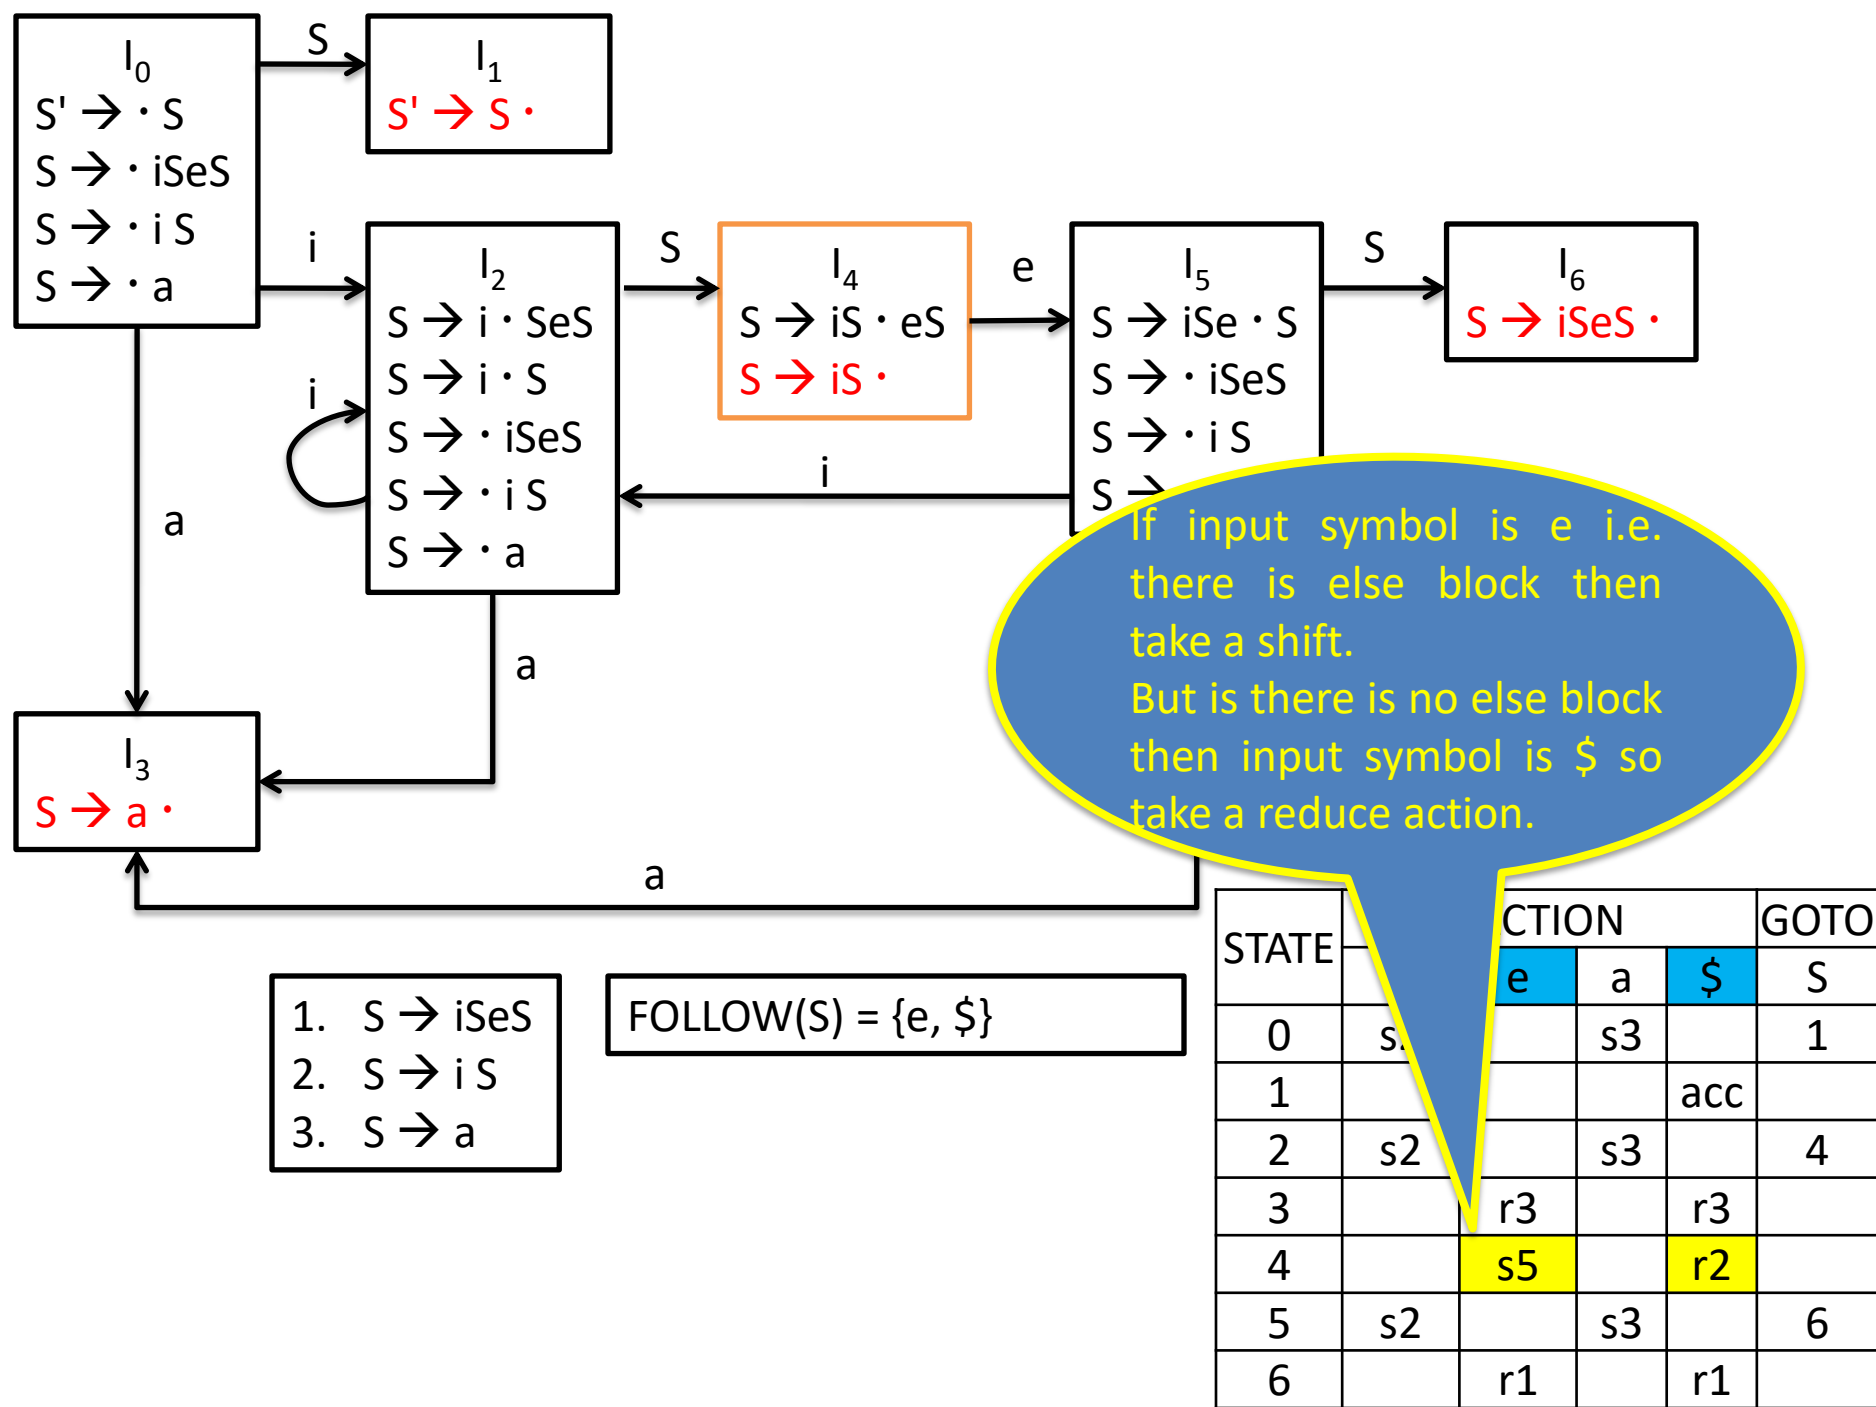 I0
S' → · S
S → · iSeS
S → · i S
S → · a
S
I1
S' → S ·
i
I2
S → i · SeS
S → i · S
S → · iSeS
S → · i S
S → · a
i
S
I4
S → iS · eS
S → iS ·
e
I5
S → iSe · S
S → · iSeS
S → · i S
S →
S
I6
S → iSeS ·
i
a
a
I3
S → a ·
a
If input symbol is e i.e.
there is else block then
take a shift.
But is there is no else block
then input symbol is $ so
take a reduce action.
1. S → iSeS
2. S → i S
3. S → a
FOLLOW(S) = {e, $}
STATE CTION GOTO
e a $ S
0 s3 1
1 acc
2 s2 s3 4
3 r3 r3
4 s5 r2
5 s2 s3 6
6 r1 r1